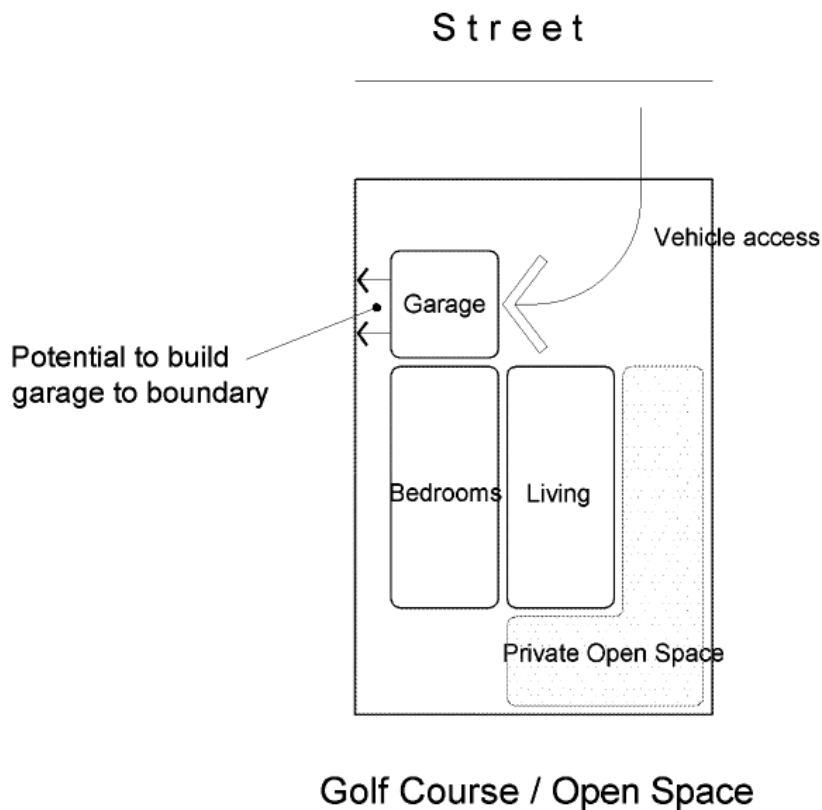 Street
Vehicle access
Garage
Potential to build
garage to boundary
Bedrooms
Living
Private Open Space
Golf Course / Open Space